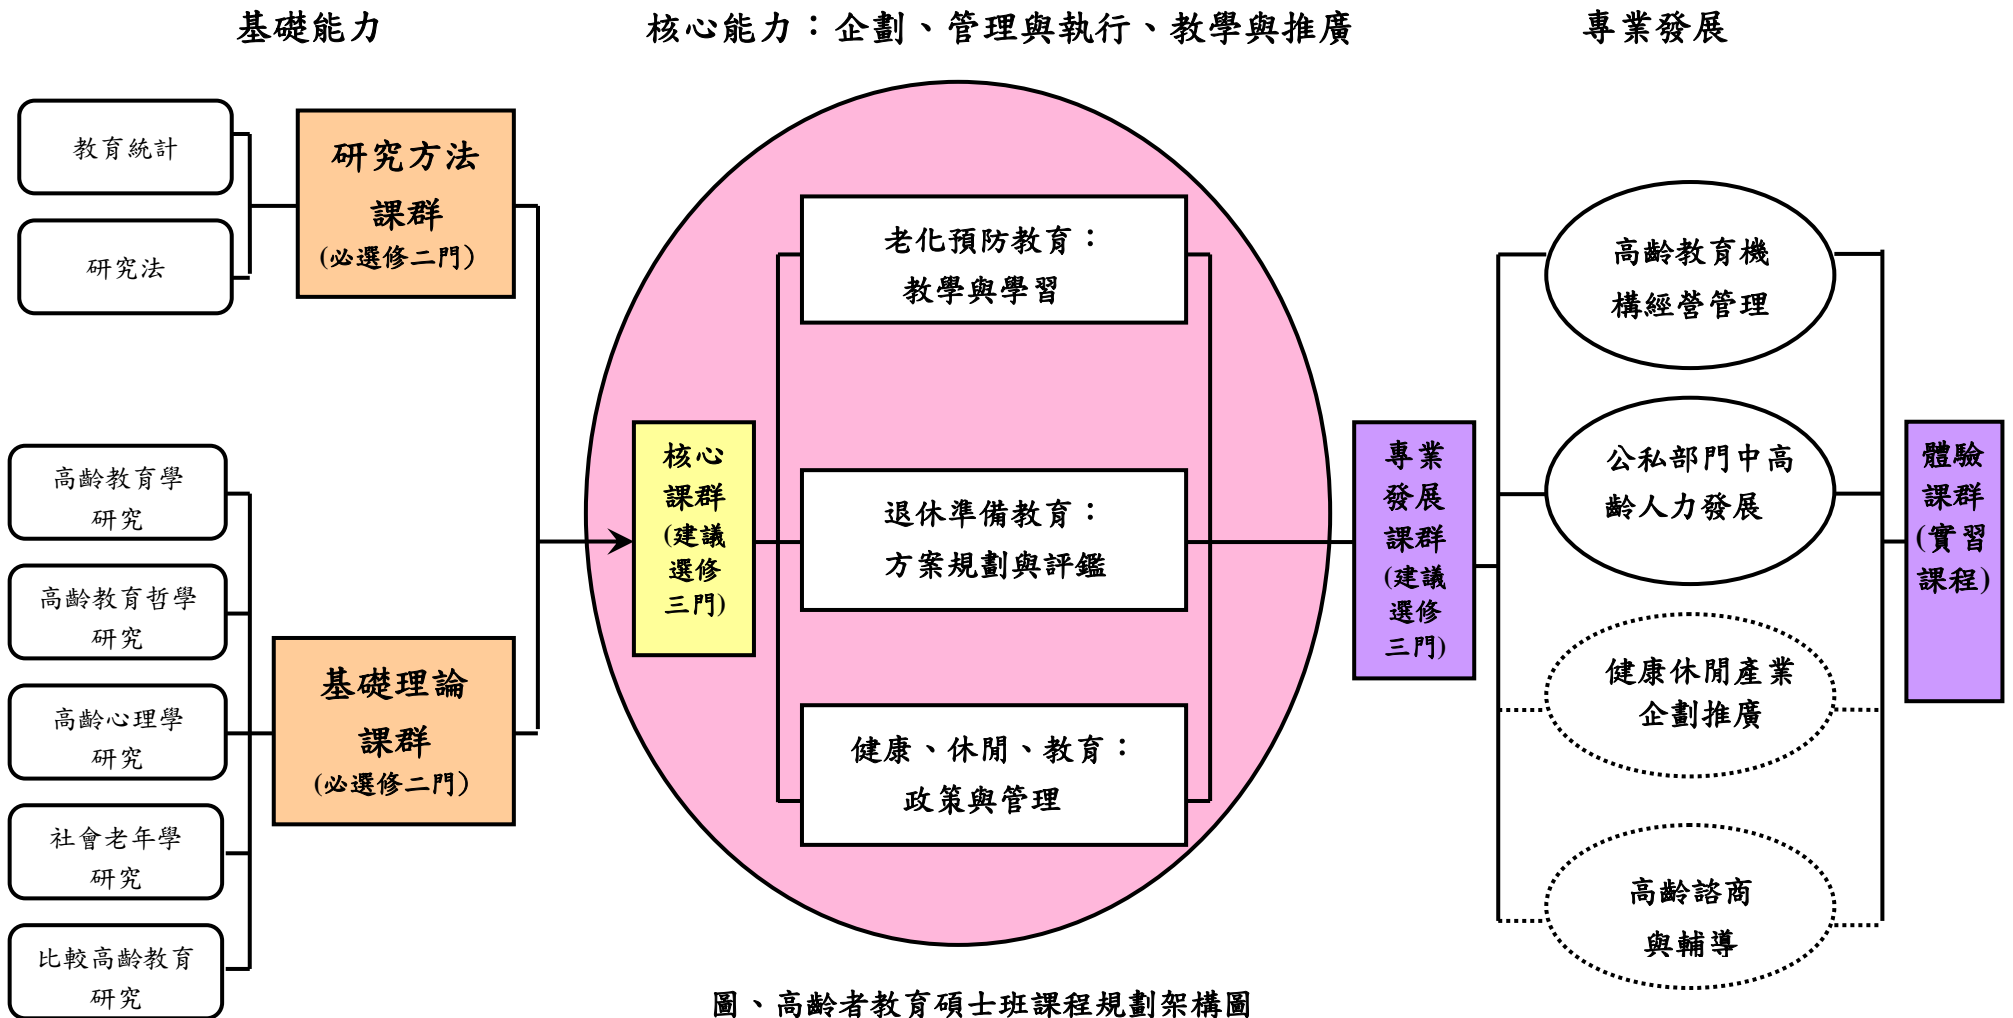 基礎能力
核心能力：企劃、管理與執行、教學與推廣
專業發展
教育統計
研究法
研究方法
課群
(必選修二門)
高齡教育學
研究
高齡教育哲學
研究
高齡心理學
研究
社會老年學
研究
比較高齡教育
研究
基礎理論
課群
(必選修二門)
核心
課群
(建議
選修
三門)
老化預防教育：
教學與學習
退休準備教育：
方案規劃與評鑑
健康、休閒、教育：
政策與管理
專業
發展
課群
(建議
選修
三門)
高齡教育機
構經營管理
公私部門中高
齡人力發展
健康休閒產業
企劃推廣
高齡諮商
與輔導
體驗
課群
(實習
課程)
圖、高齡者教育碩士班課程規劃架構圖